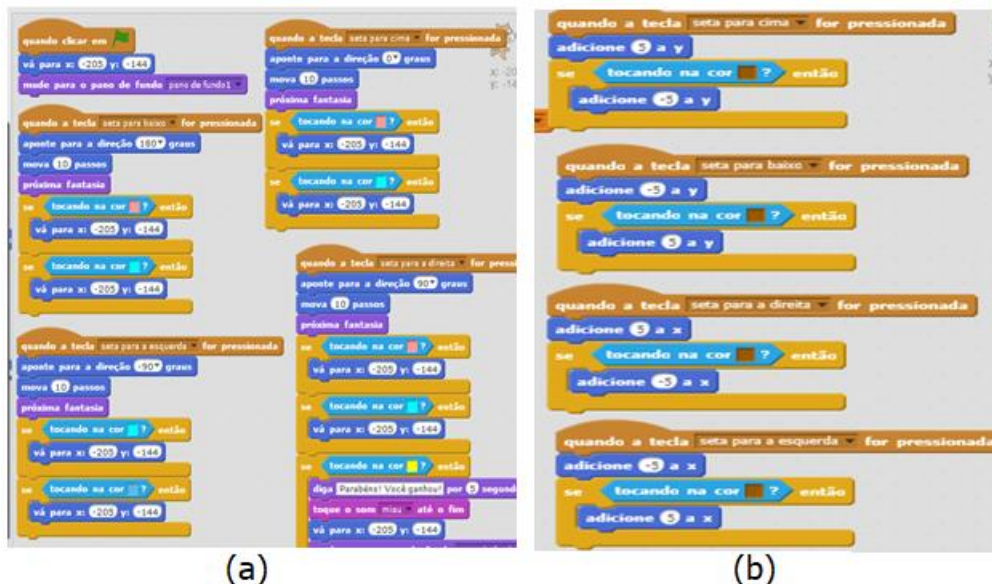 quando clicar em
vá para x: -205 y: -144
mude para o pano de fundo pano de fundo1
quando a tecla seta para baixo for pressionada
aponte para a direção 180 graus
mova 10 passos
próxima fantasia
se tocando na cor ? então
vá para x: -205 y: -144
se tocando na cor ? então
vá para x: -205 y: -144
quando a tecla seta para a esquerda for pressionada
aponte para a direção -90 graus
mova 10 passos
próxima fantasia
se tocando na cor ? então
vá para x: -205 y: -144
se tocando na cor ? então
vá para x: -205 y: -144
quando a tecla seta para cima for pressionada
aponte para a direção 0 graus
mova 10 passos
próxima fantasia
se tocando na cor ? então
vá para x: -205 y: -144
se tocando na cor ? então
vá para x: -205 y: -144
quando a tecla seta para a direita for press
aponte para a direção 90 graus
mova 10 passos
próxima fantasia
se tocando na cor ? então
vá para x: -205 y: -144
se tocando na cor ? então
vá para x: -205 y: -144
se tocando na cor ? então
diga Parabéns! Você ganhou! por 5 segund
toque o som miau até o fim
vá para x: -205 y: -144
(a)
quando a tecla seta para cima for pressionada
adicione 5 a y
se tocando na cor ? então
adicione -5 a y
quando a tecla seta para baixo for pressionada
adicione -5 a y
se tocando na cor ? então
adicione 5 a y
quando a tecla seta para a direita for pressionada
adicione 5 a x
se tocando na cor ? então
adicione -5 a x
quando a tecla seta para a esquerda for pressionada
adicione -5 a x
se tocando na cor ? então
adicione 5 a x
(b)